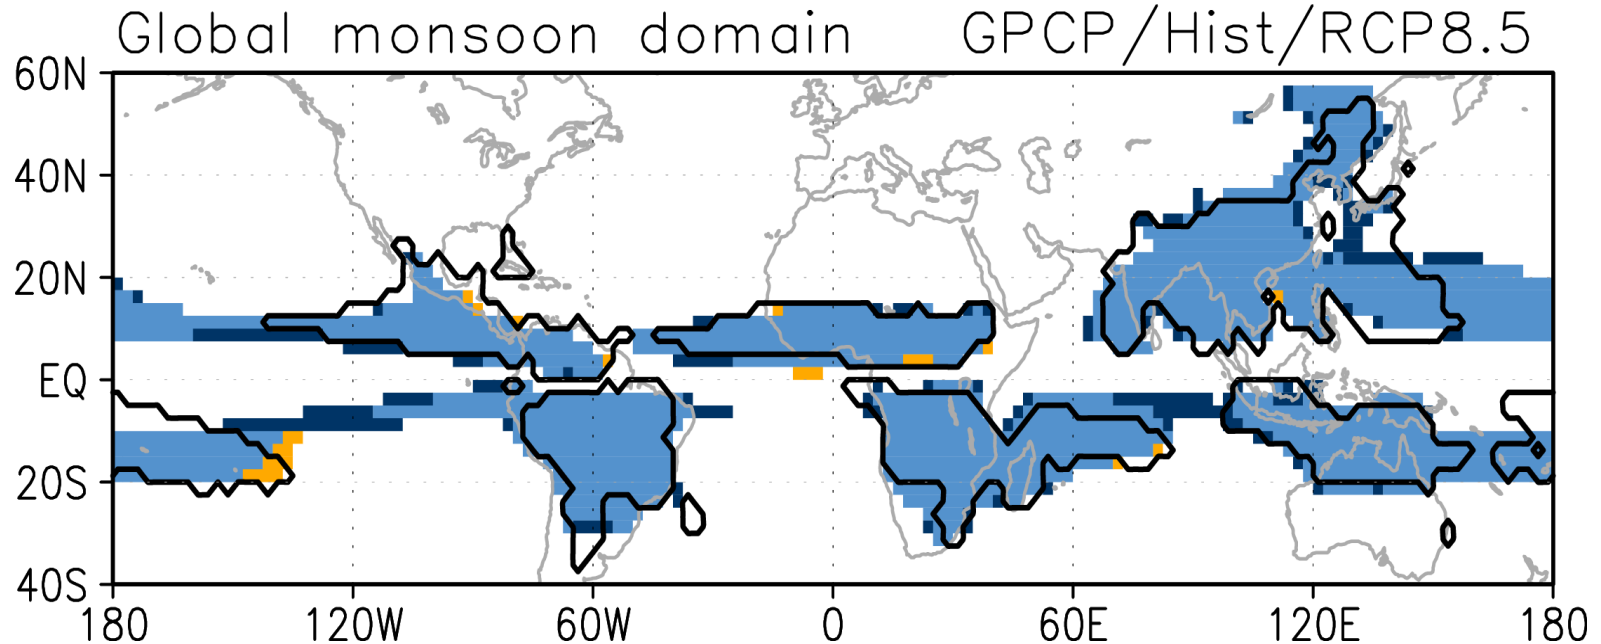 Global monsoon domain GPCP/Hist/RCP8.5
60N
40N
20N
EQ
20S
40S
180 120W 60W 0 60E 120E 180